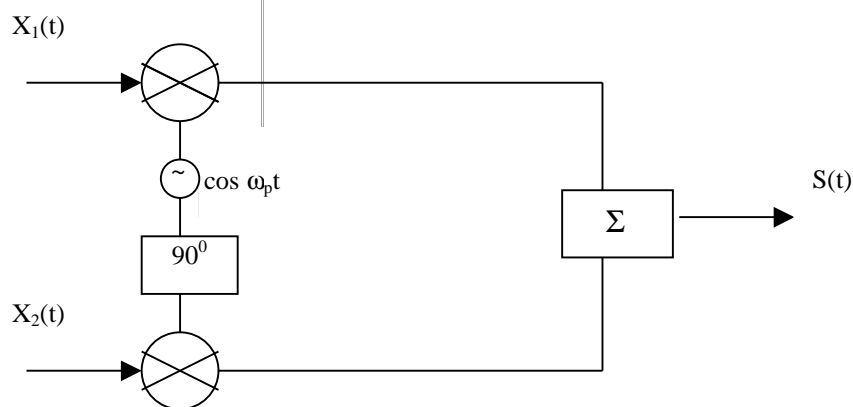 X₁(t)
~ cos ωₚt
S(t)
Σ
90⁰
X₂(t)